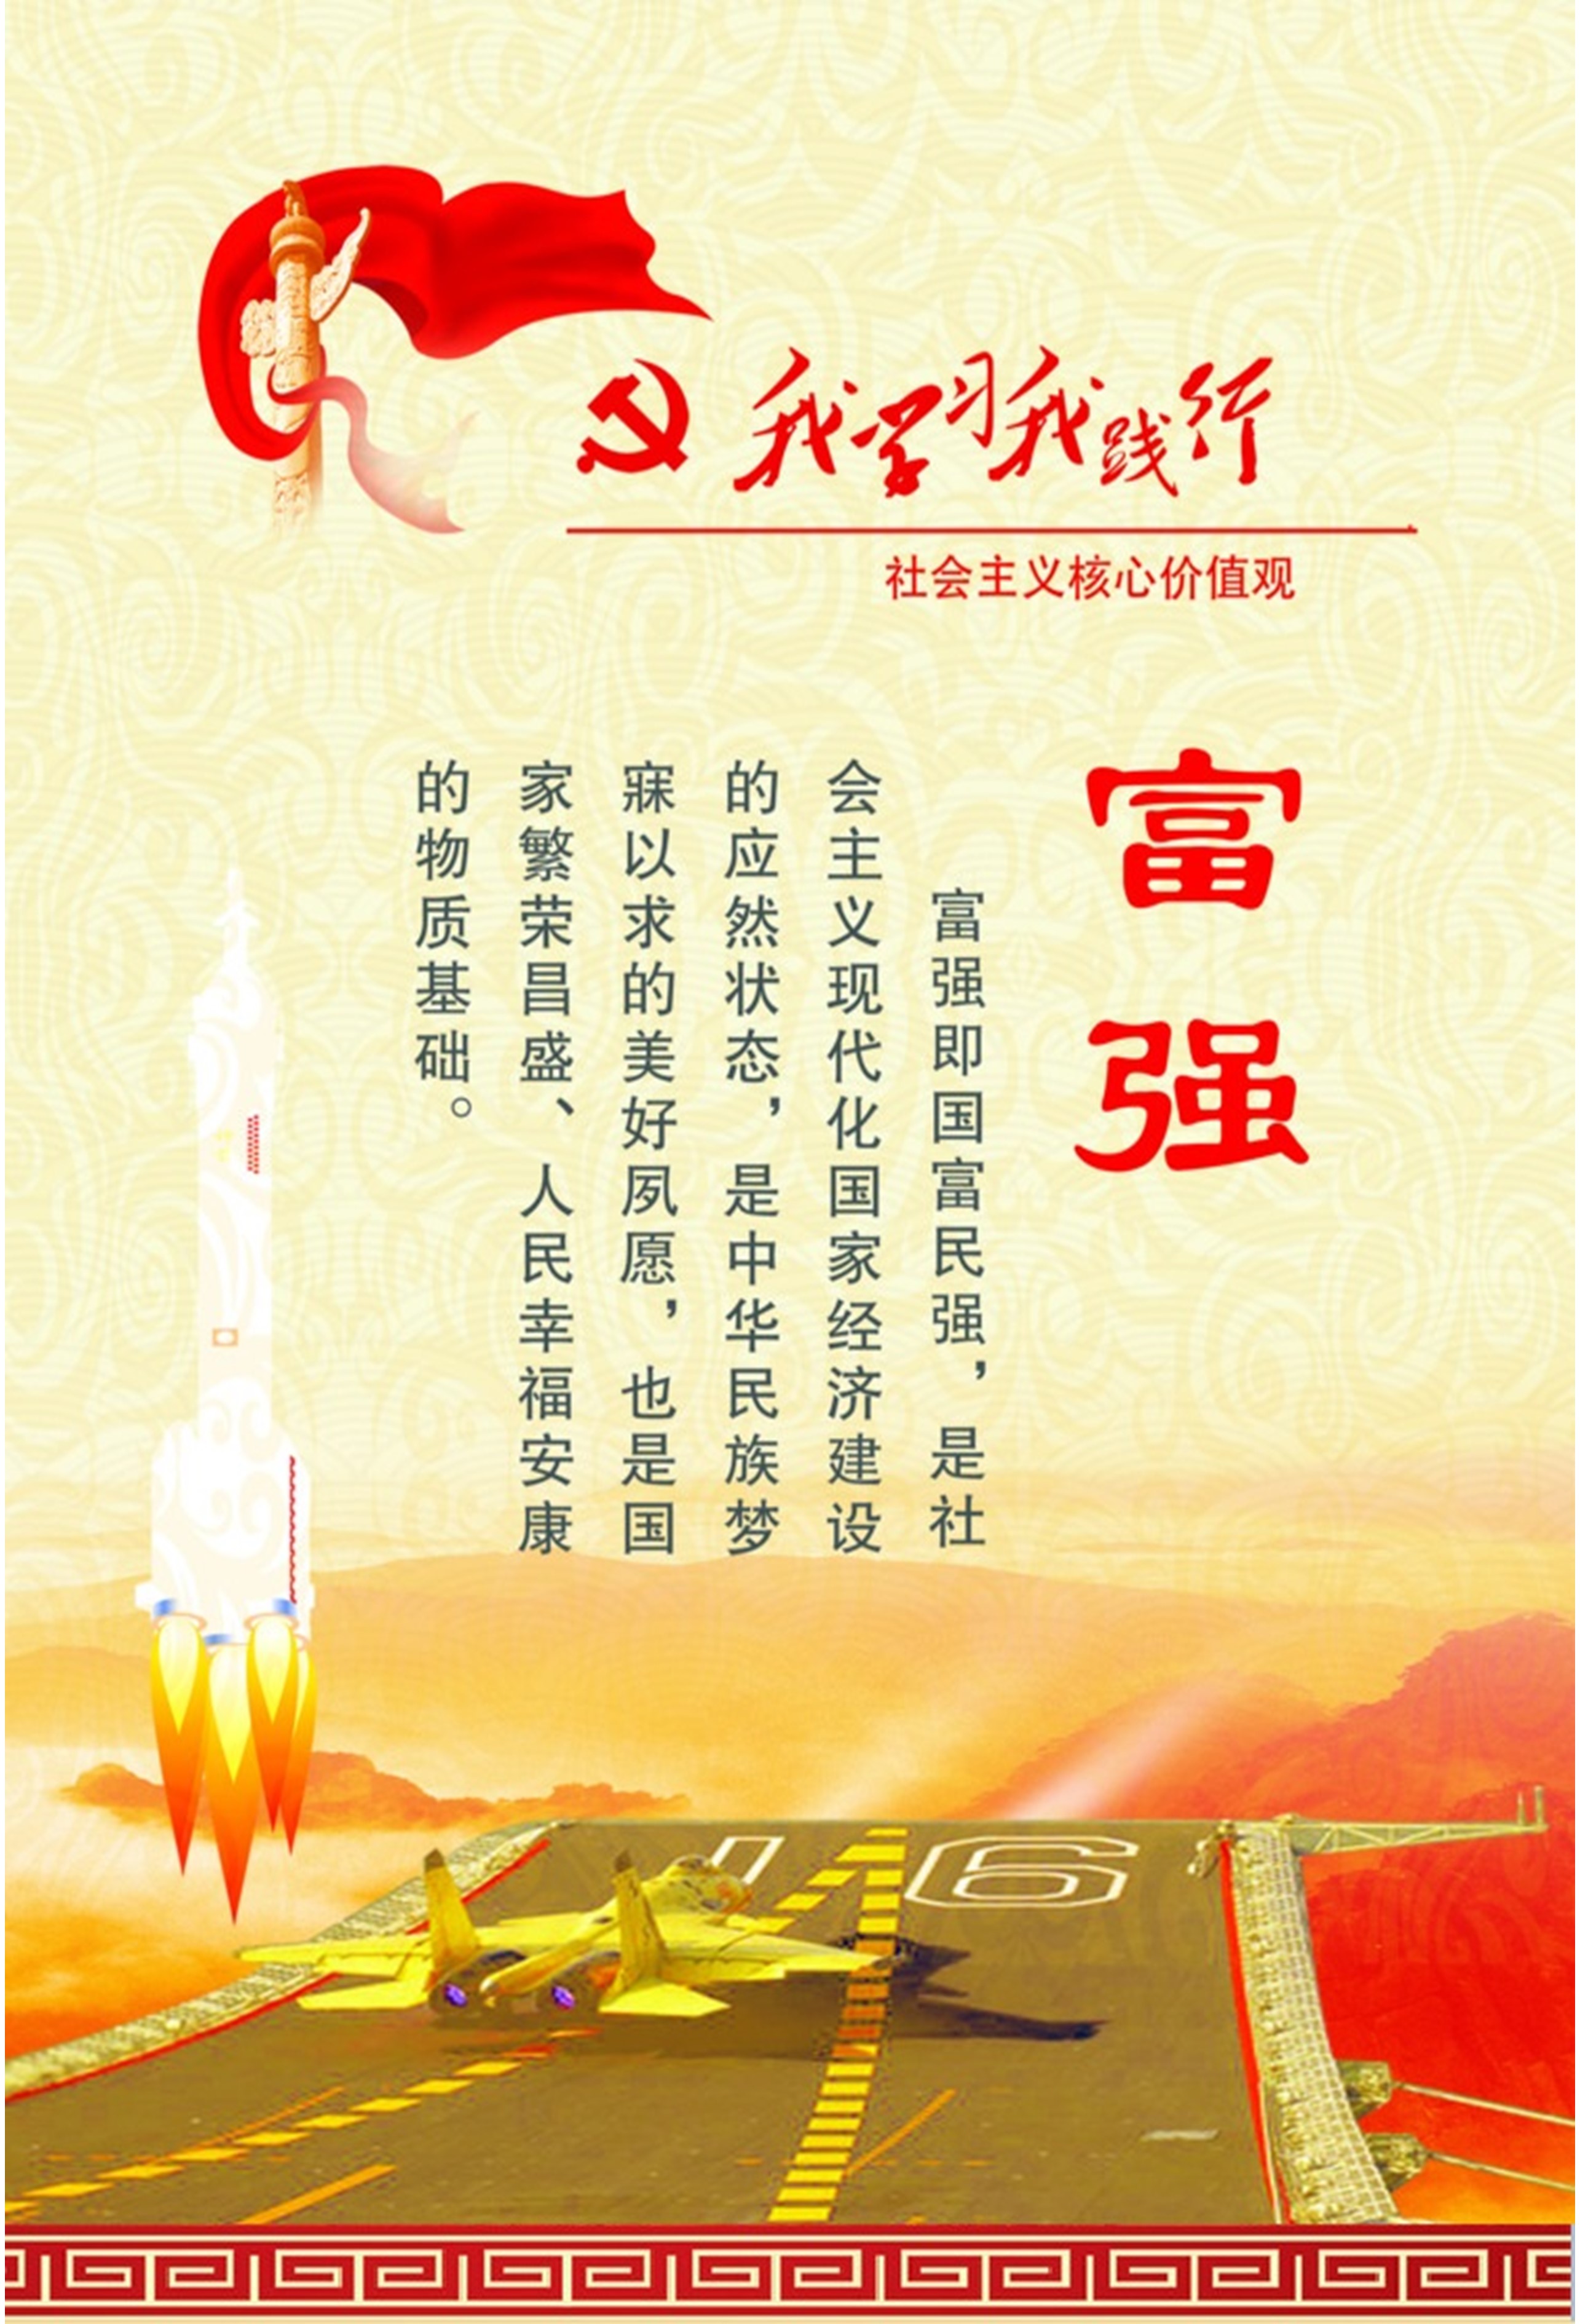 我学习我践行
社会主义核心价值观
富强
富强即国富民强，是社
会主义现代化国家经济建设
的应然状态，是中华民族梦
寐以求的美好夙愿，也是国
家繁荣昌盛、人民幸福安康
的物质基础。
16